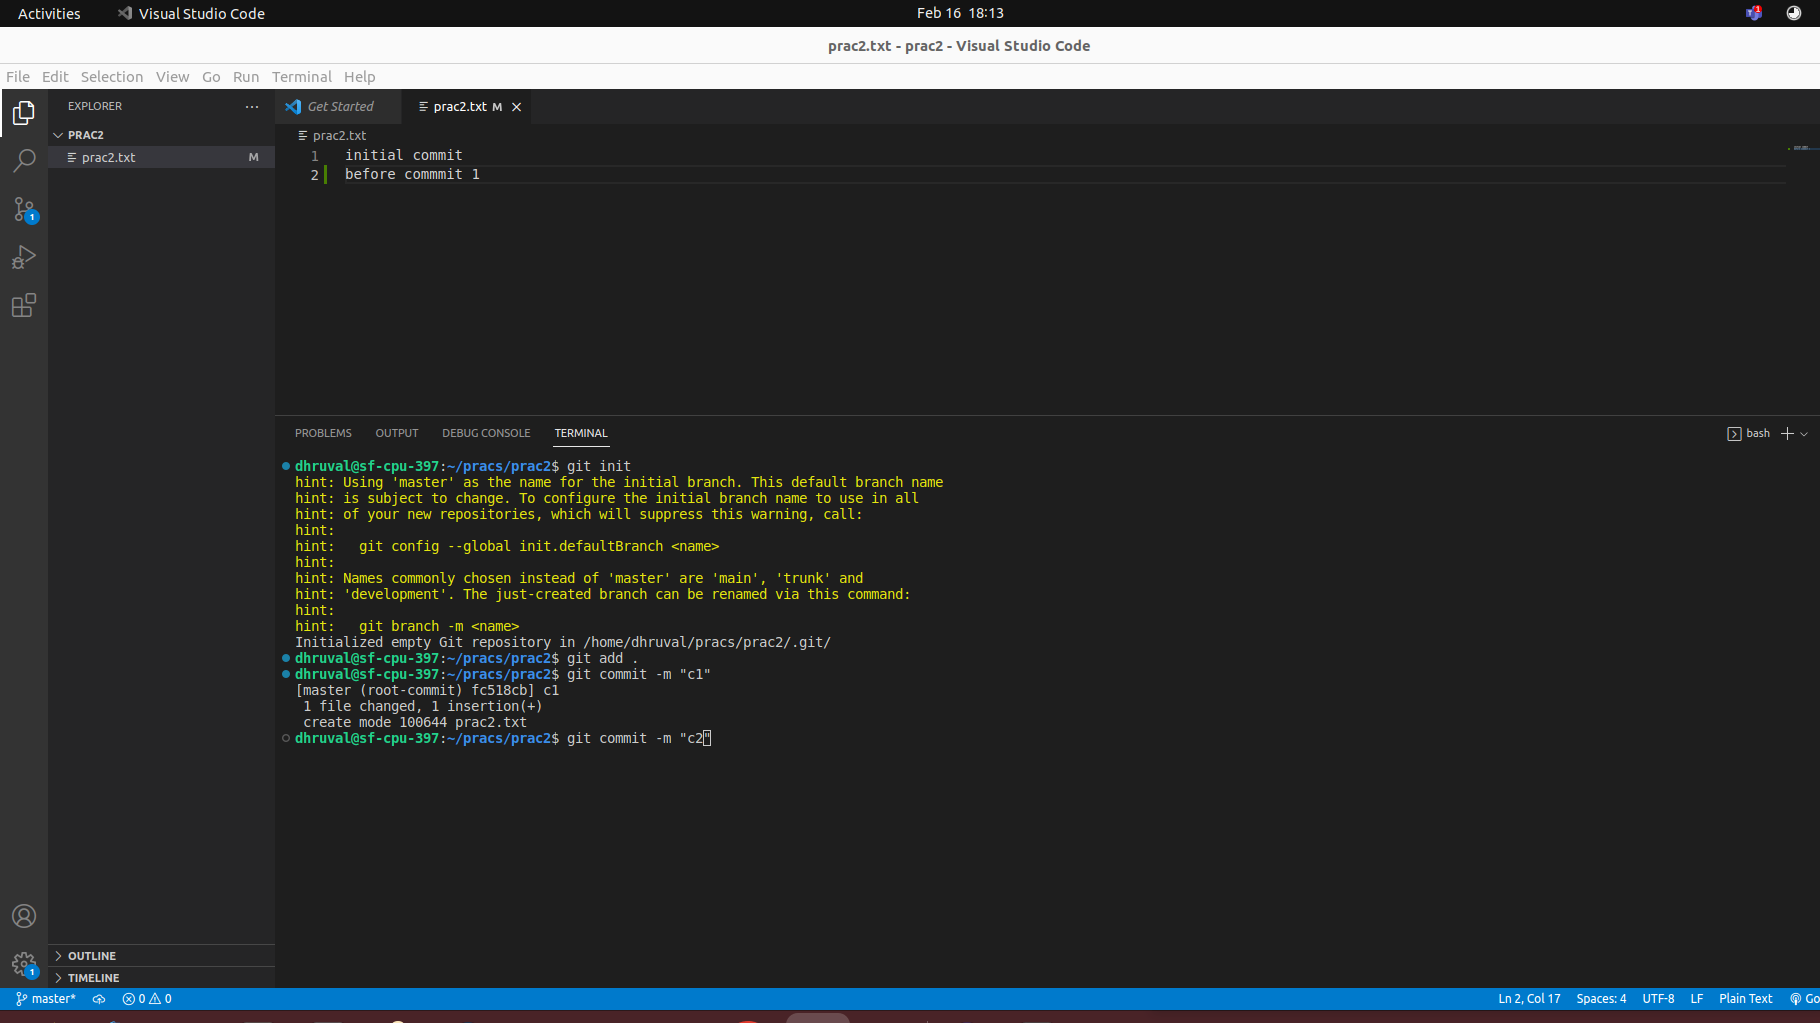 Activities
Visual Studio Code
Feb 16 18:13
1
prac2.txt - prac2 - Visual Studio Code
File Edit Selection View Go Run Terminal Help
EXPLORER
Get Started
prac2.txt M
PRAC2
prac2.txt
prac2.txt M
1 initial commit
2 before commmit 1
1
PROBLEMS OUTPUT DEBUG CONSOLE TERMINAL
bash
dhruval@sf-cpu-397:~/pracs/prac2$ git init
hint: Using 'master' as the name for the initial branch. This default branch name
hint: is subject to change. To configure the initial branch name to use in all
hint: of your new repositories, which will suppress this warning, call:
hint:
hint:   git config --global init.defaultBranch <name>
hint:
hint: Names commonly chosen instead of 'master' are 'main', 'trunk' and
hint: 'development'. The just-created branch can be renamed via this command:
hint:
hint:   git branch -m <name>
Initialized empty Git repository in /home/dhruval/pracs/prac2/.git/
dhruval@sf-cpu-397:~/pracs/prac2$ git add .
dhruval@sf-cpu-397:~/pracs/prac2$ git commit -m "c1"
[master (root-commit) fc518cb] c1
 1 file changed, 1 insertion(+)
 create mode 100644 prac2.txt
dhruval@sf-cpu-397:~/pracs/prac2$ git commit -m "c2"
OUTLINE
1
TIMELINE
master*
0 0
Ln 2, Col 17 Spaces: 4 UTF-8 LF Plain Text Go